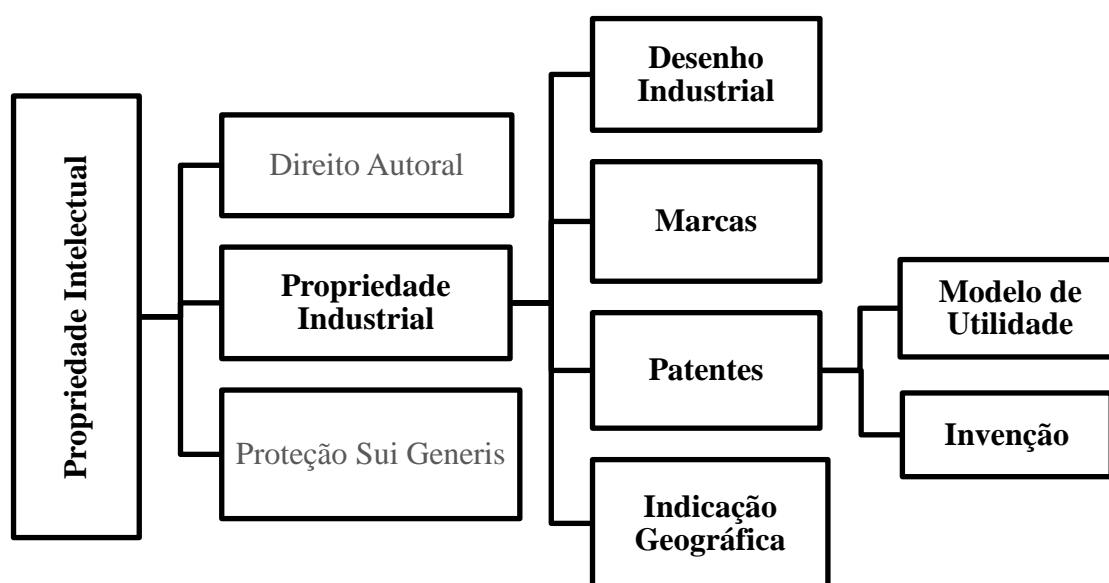 Propriedade Intelectual
Direito Autoral
Propriedade
Industrial
Proteção Sui Generis
Desenho
Industrial
Marcas
Patentes
Indicação
Geográfica
Modelo de
Utilidade
Invenção